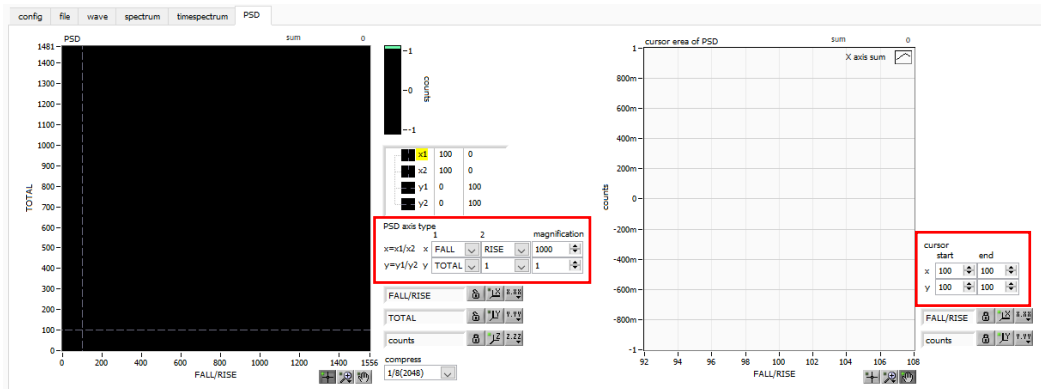 config file wave spectrum timespectrum PSD
PSD sum 0
1481
1400
1300
1200
1100
1000
900
800
700
600
500
400
300
200
100
0
TOTAL
0 200 400 600 800 1000 1200 1400 1556
FALL/RISE
1
0
-1
counts
x1 100 0
x2 100 0
y1 0 100
y2 0 100
PSD axis type
1 2 magnification
x=x1/x2 x FALL RISE 1000
y=y1/y2 y TOTAL 1 1
FALL/RISE
TOTAL
counts
compress
1/8(2048)
cursor erea of PSD sum 0
X axis sum
1
800m
600m
400m
200m
0
-200m
-400m
-600m
-800m
-1
counts
92 94 96 98 100 102 104 106 108
FALL/RISE
cursor
start end
x 100 100
y 100 100
FALL/RISE
counts